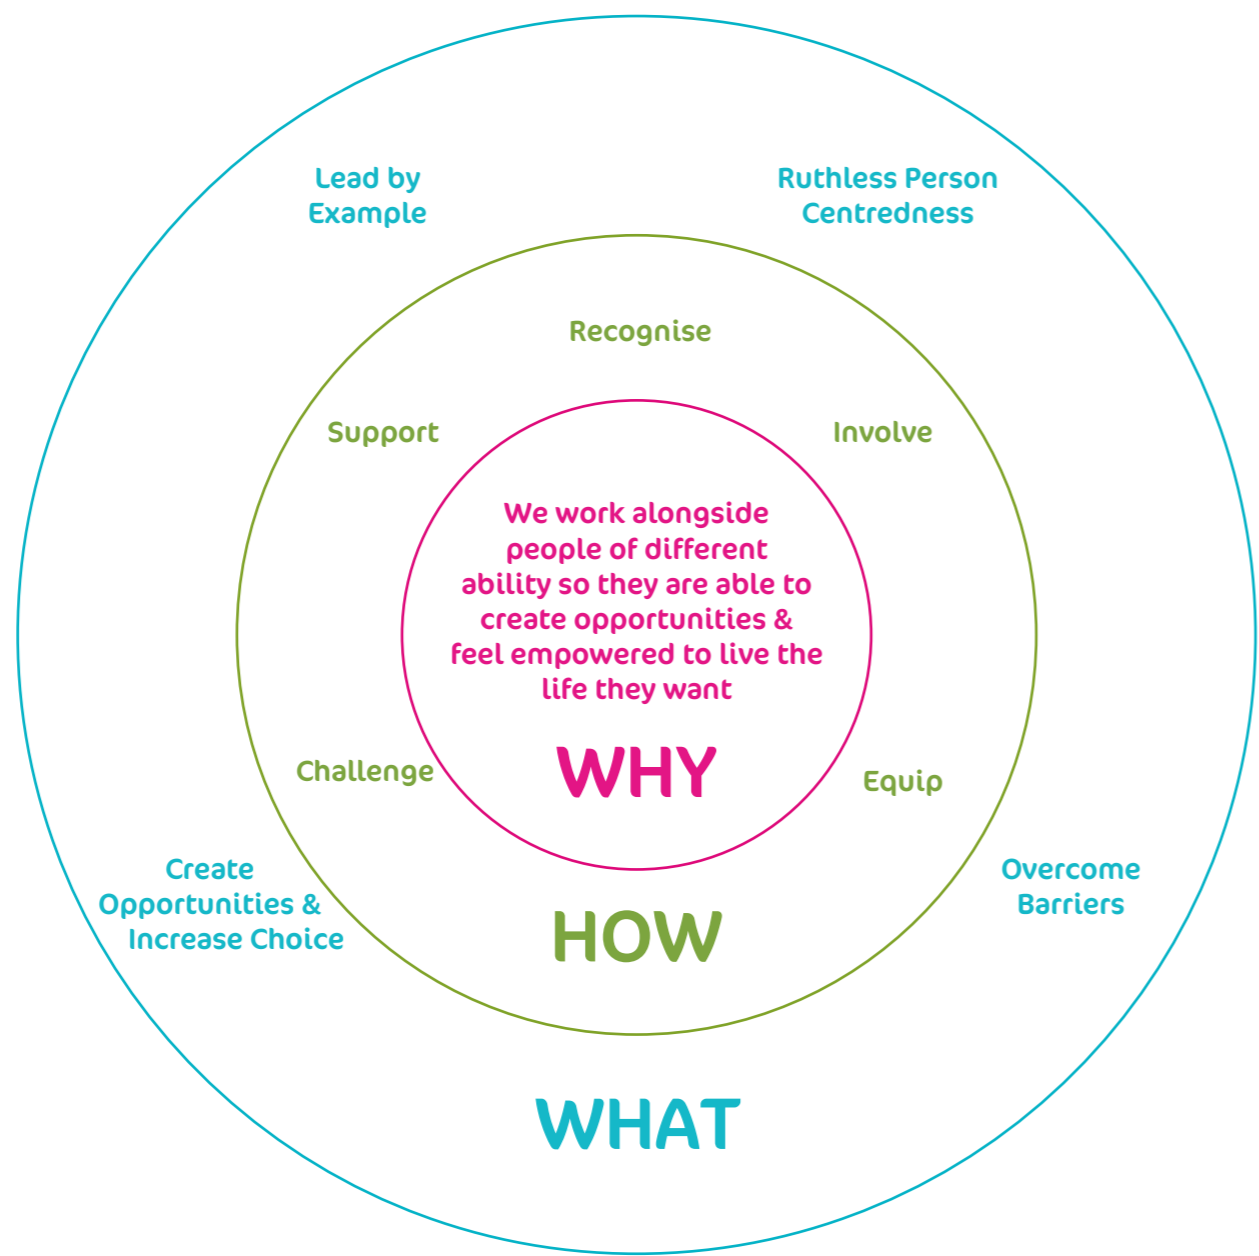 Lead by
Example
Ruthless Person
Centredness
Recognise
Support
Involve
We work alongside
people of different
ability so they are able to
create opportunities &
feel empowered to live the
life they want
WHY
Challenge
Equip
Create
Opportunities &
Increase Choice
Overcome
Barriers
HOW
WHAT